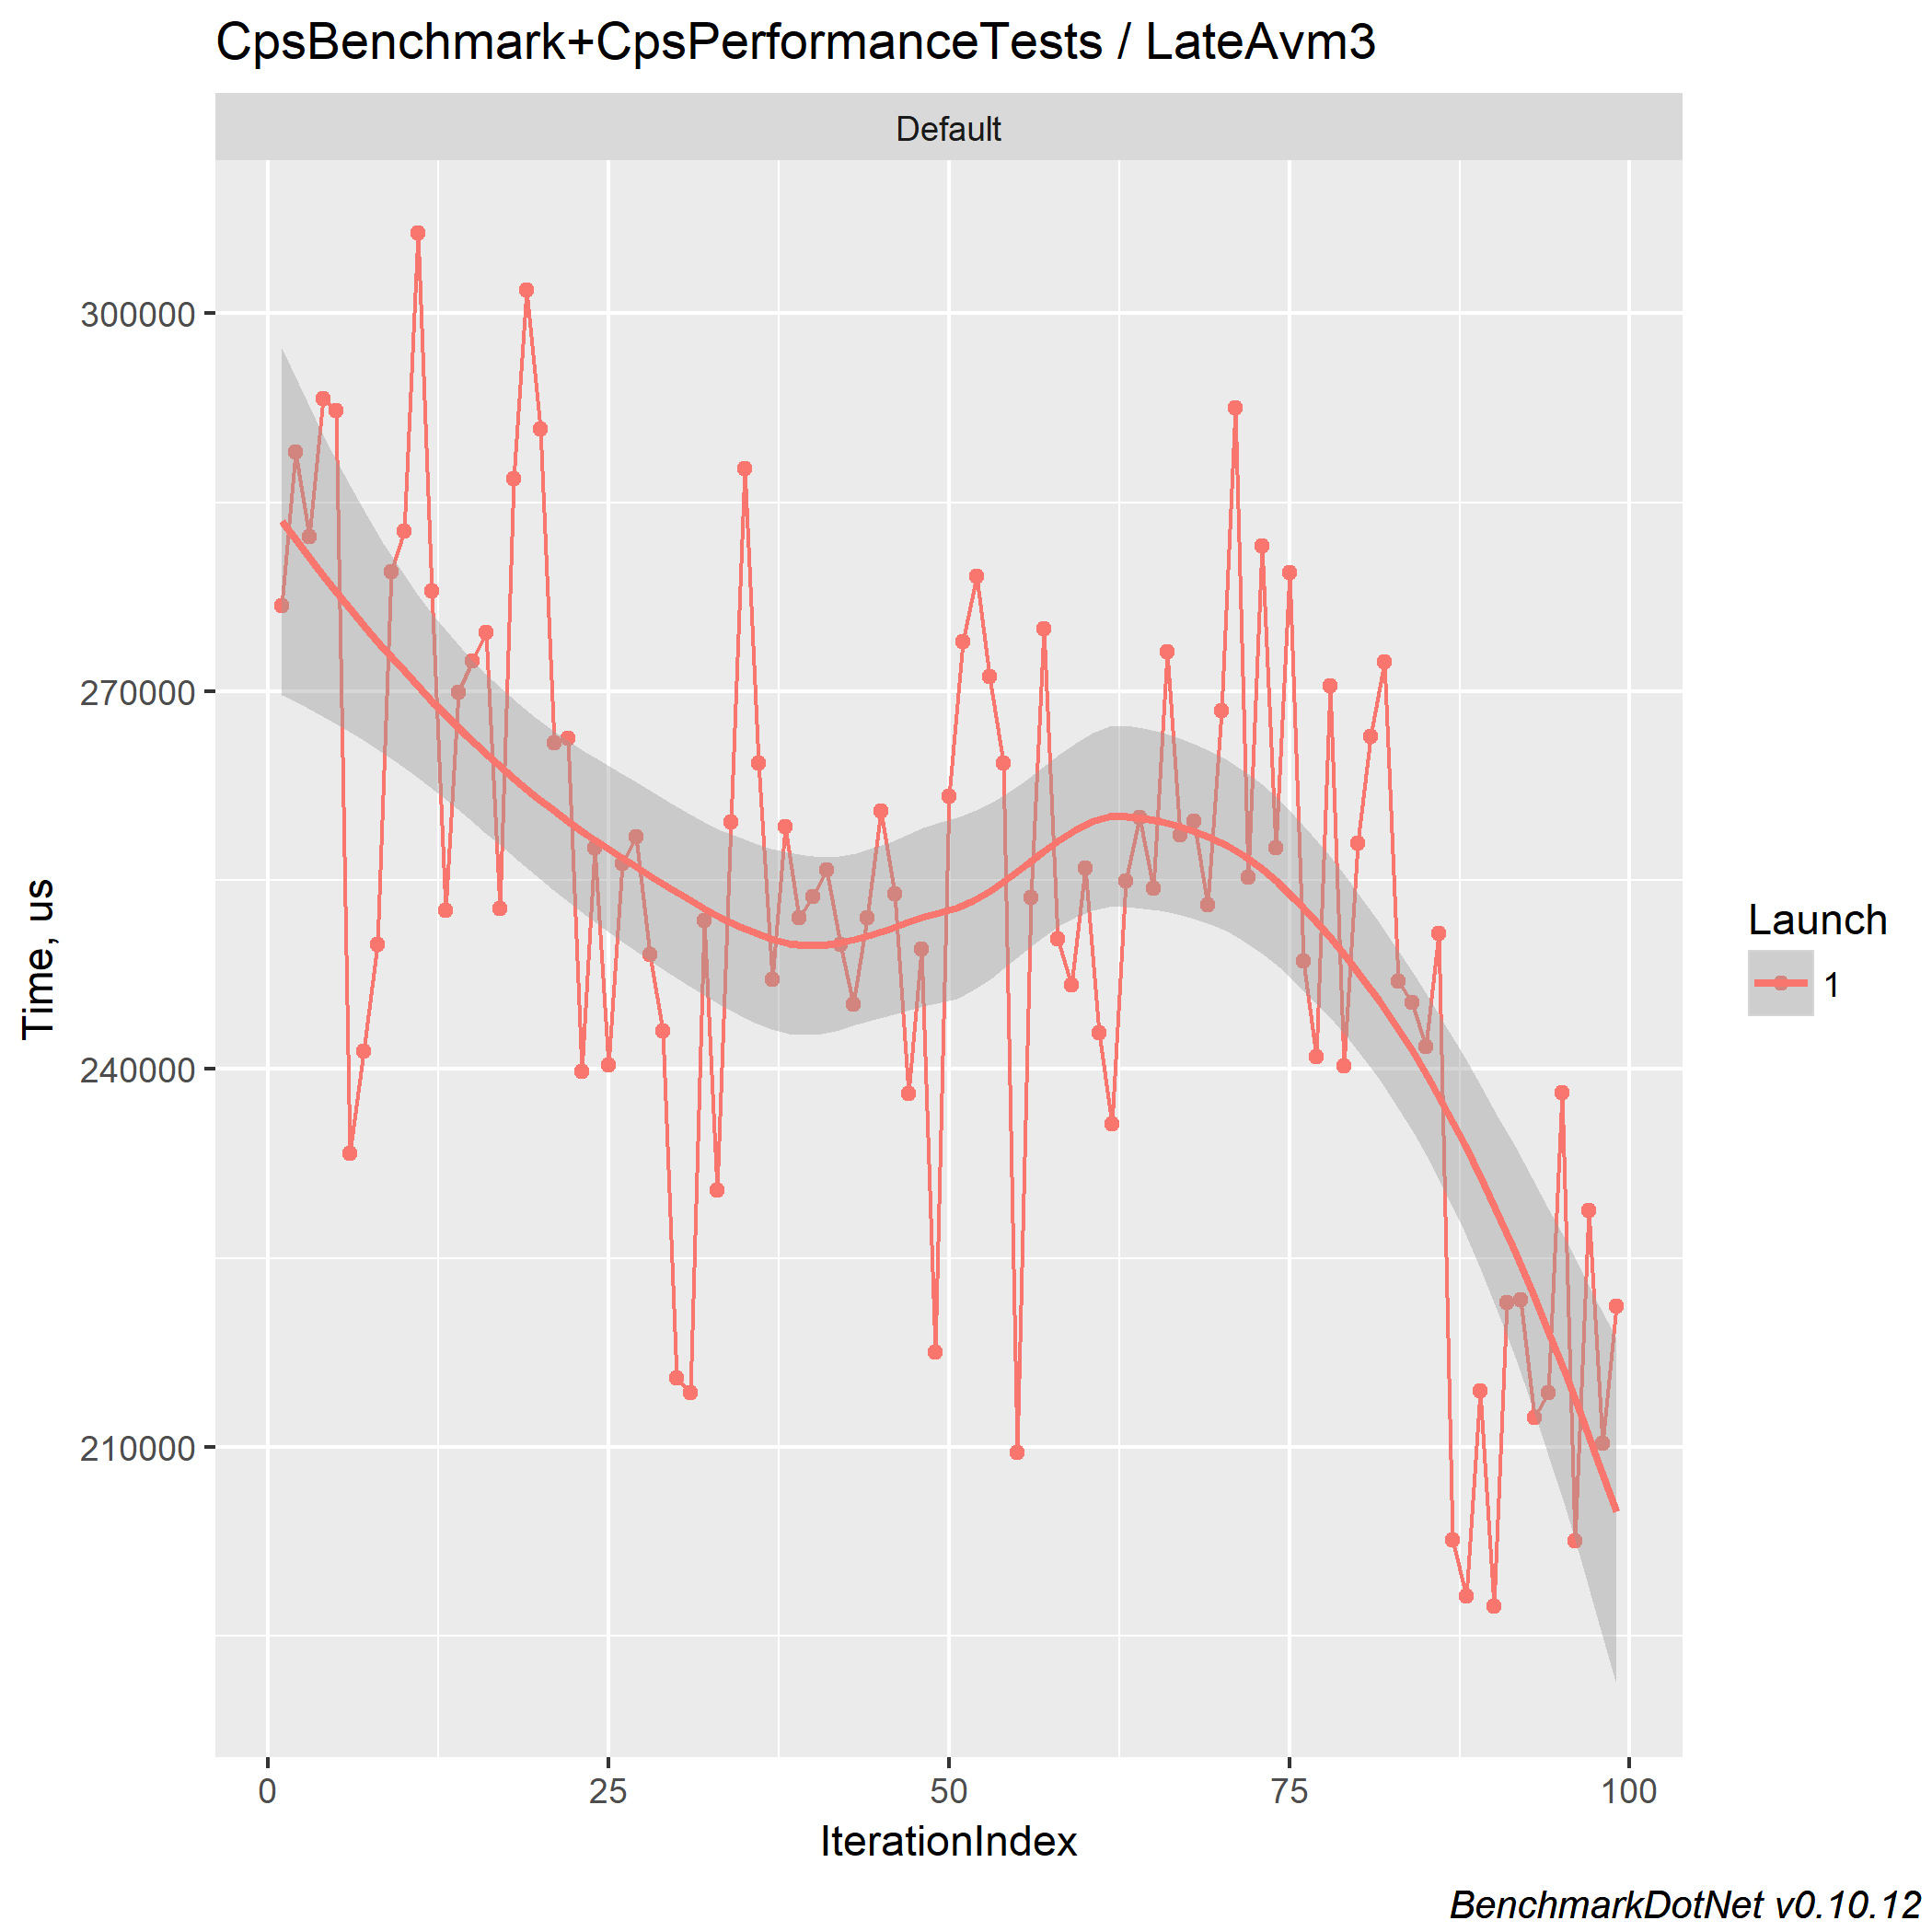 CpsBenchmark+CpsPerformanceTests / LateAvm3
Default
300000
270000
240000
210000
Time, us
0 25 50 75 100
IterationIndex
Launch
1
BenchmarkDotNet v0.10.12